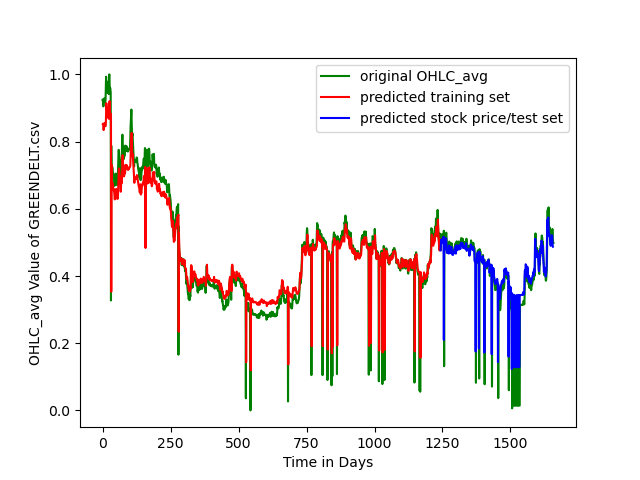 original OHLC_avg
predicted training set
predicted stock price/test set
OHLC_avg Value of GREENDELT.csv
1.0
0.8
0.6
0.4
0.2
0.0
0 250 500 750 1000 1250 1500
Time in Days